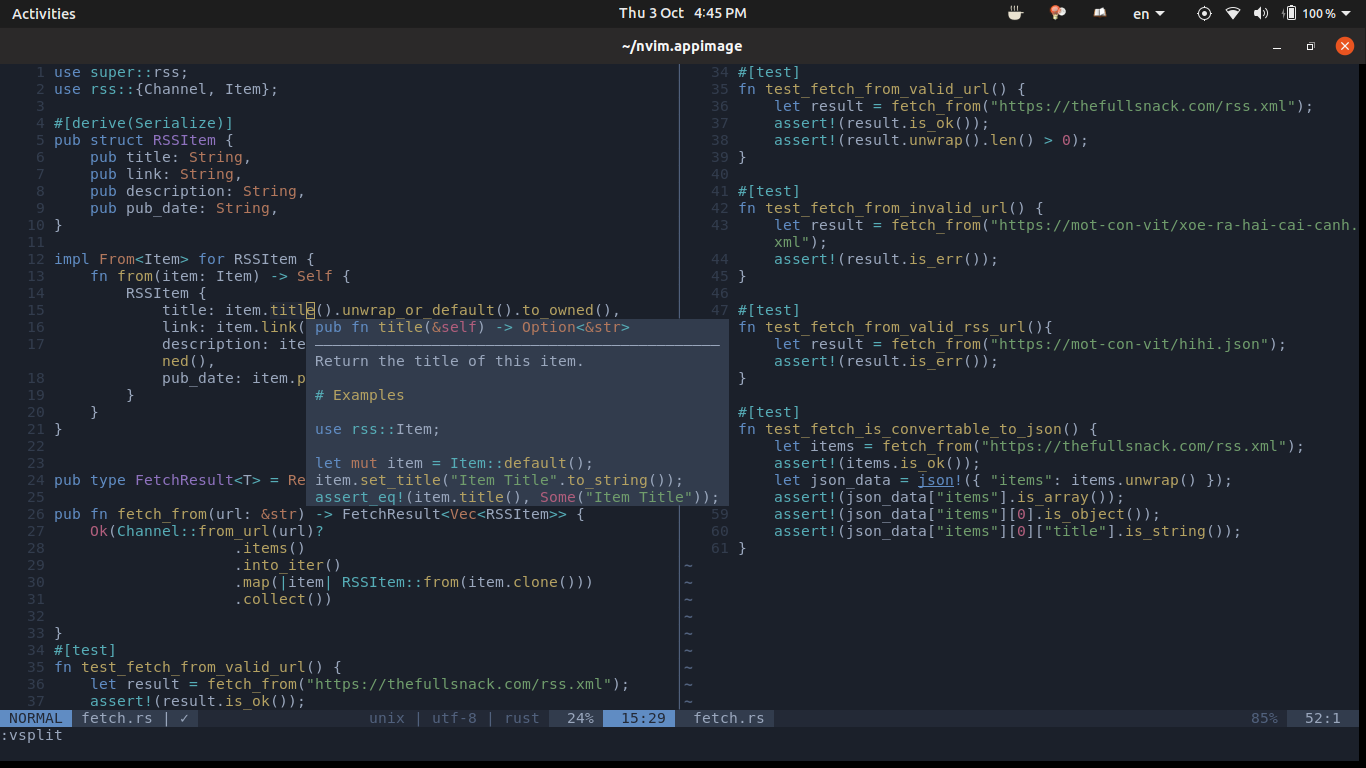 Activities
Thu 3 Oct 4:45 PM
en
100 %
~/nvim.appimage
1 use super::rss;
2 use rss::{Channel, Item};
3
4 #[derive(Serialize)]
5 pub struct RSSItem {
6 pub title: String,
7 pub link: String,
8 pub description: String,
9 pub pub_date: String,
10 }
11
12 impl From<Item> for RSSItem {
13 fn from(item: Item) -> Self {
14 RSSItem {
15 title: item.title().unwrap_or_default().to_owned(),
16 link: item.link(
17 description: ite
ned(),
18 pub_date: item.p
19 }
20 }
21 }
22
23
24 pub type FetchResult<T> = Re
25
26 pub fn fetch_from(url: &str) -> FetchResult<Vec<RSSItem>> {
27 Ok(Channel::from_url(url)?
28 .items()
29 .into_iter()
30 .map(|item| RSSItem::from(item.clone()))
31 .collect())
32
33 }
34 #[test]
35 fn test_fetch_from_valid_url() {
36 let result = fetch_from("https://thefullsnack.com/rss.xml");
37 assert!(result.is_ok());
pub fn title(&self) -> Option<&str>
Return the title of this item.
# Examples
use rss::Item;
let mut item = Item::default();
item.set_title("Item Title".to_string());
assert_eq!(item.title(), Some("Item Title"));
34 #[test]
35 fn test_fetch_from_valid_url() {
36 let result = fetch_from("https://thefullsnack.com/rss.xml");
37 assert!(result.is_ok());
38 assert!(result.unwrap().len() > 0);
39 }
40
41 #[test]
42 fn test_fetch_from_invalid_url() {
43 let result = fetch_from("https://mot-con-vit/xoe-ra-hai-cai-canh.
xml");
44 assert!(result.is_err());
45 }
46
47 #[test]
fn test_fetch_from_valid_rss_url(){
let result = fetch_from("https://mot-con-vit/hihi.json");
assert!(result.is_err());
}
#[test]
fn test_fetch_is_convertable_to_json() {
let items = fetch_from("https://thefullsnack.com/rss.xml");
assert!(items.is_ok());
let json_data = json!({ "items": items.unwrap() });
assert!(json_data["items"].is_array());
59 assert!(json_data["items"][0].is_object());
60 assert!(json_data["items"][0]["title"].is_string());
61 }
~
~
~
~
~
~
~
~
~
NORMAL fetch.rs | ✓ unix | utf-8 | rust 24% 15:29
fetch.rs 85% 52:1
:vsplit